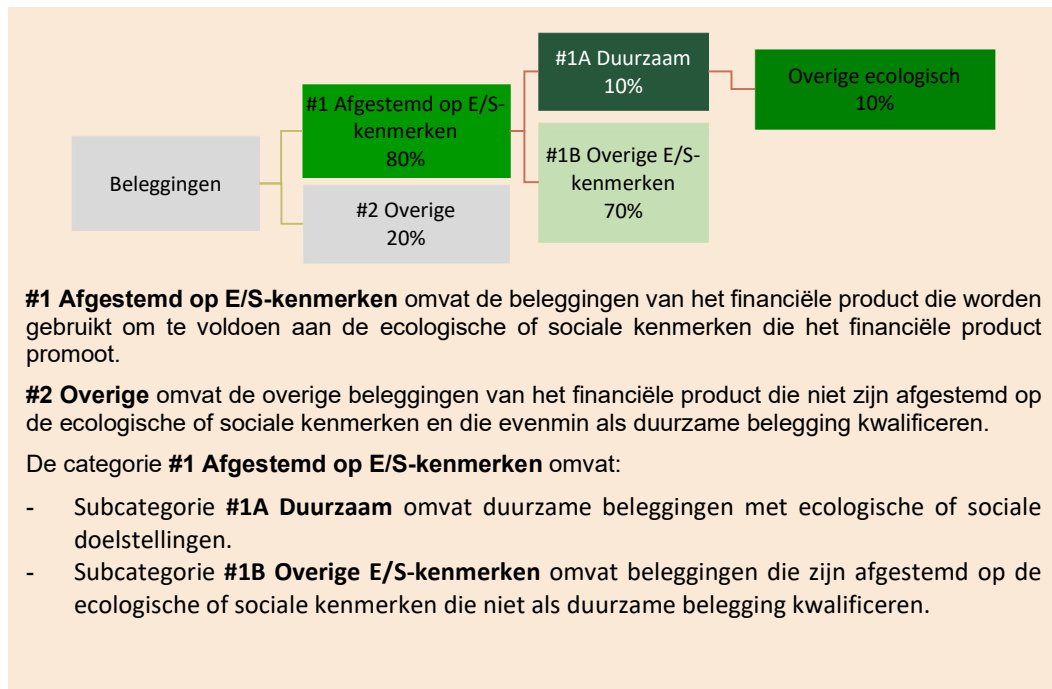 #1A Duurzaam
10%
Overige ecologisch
10%
#1 Afgestemd op E/S-
kenmerken
80%
#1B Overige E/S-
kenmerken
70%
Beleggingen
#2 Overige
20%
#1 Afgestemd op E/S-kenmerken omvat de beleggingen van het financiële product die worden
gebruikt om te voldoen aan de ecologische of sociale kenmerken die het financiële product
promoot.
#2 Overige omvat de overige beleggingen van het financiële product die niet zijn afgestemd op
de ecologische of sociale kenmerken en die evenmin als duurzame belegging kwalificeren.
De categorie #1 Afgestemd op E/S-kenmerken omvat:
- Subcategorie #1A Duurzaam omvat duurzame beleggingen met ecologische of sociale
doelstellingen.
- Subcategorie #1B Overige E/S-kenmerken omvat beleggingen die zijn afgestemd op de
ecologische of sociale kenmerken die niet als duurzame belegging kwalificeren.